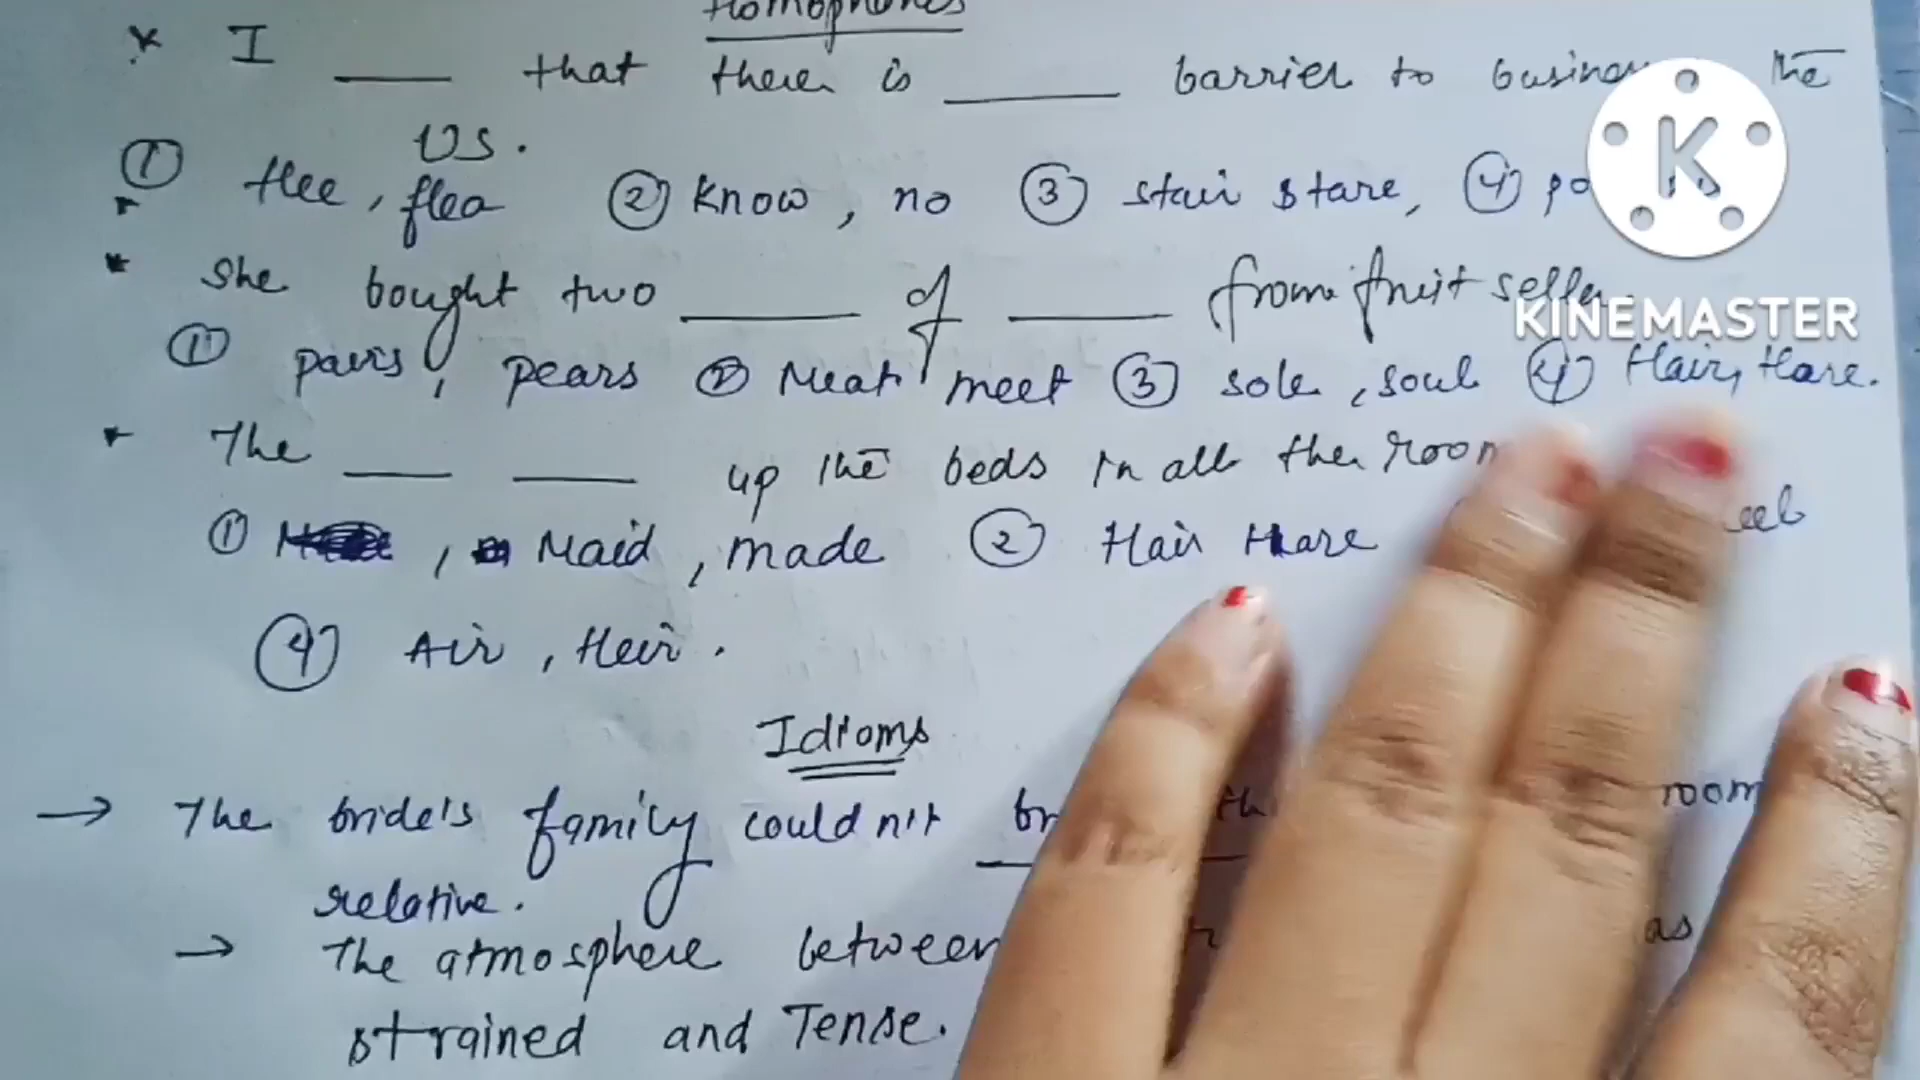 Homophones
* I ____ that there is ____ barrier to the
US.
① flee, flea ② know, no ③ stair stare, ④
* She bought two ____ of ____ from fruit seller.
① pairs, pears ② Meat, meet ③ sole, soul ④ Hair, Hare.
* The ____ ____ up the beds in all the
① , Maid, made ② Hair Hare
④ Air, Heir.
Idioms
→ The bride's family couldn't room
relative.
→ The atmosphere between as
strained and Tense.
K
KINEMASTER